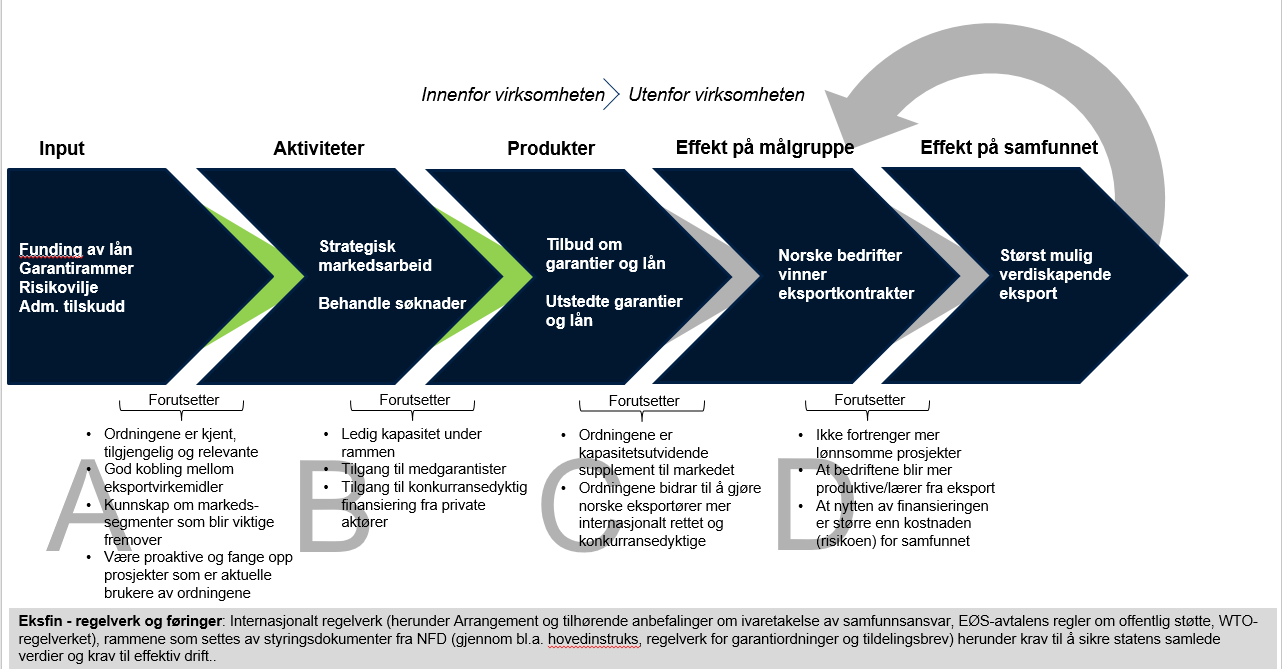 Innenfor virksomheten
Utenfor virksomheten
Input
Aktiviteter
Produkter
Effekt på målgruppe
Effekt på samfunnet
Funding av lån
Garantirammer
Risikovilje
Adm. tilskudd
Strategisk
markedsarbeid
Behandle søknader
Tilbud om
garantier og lån
Utstedte garantier
og lån
Norske bedrifter
vinner
eksportkontrakter
Størst mulig
verdiskapende
eksport
Forutsetter
A
• Ordningene er kjent,
tilgjengelig og relevante
• God kobling mellom
eksportvirkemidler
• Kunnskap om markeds-
segmenter som blir viktige
fremover
• Være proaktive og fange opp
prosjekter som er aktuelle
brukere av ordningene
Forutsetter
B
• Ledig kapasitet under
rammen
• Tilgang til medgarantister
• Tilgang til konkurransedyktig
finansiering fra private
aktører
Forutsetter
C
• Ordningene er
kapasitetsutvidende
supplement til markedet
• Ordningene bidrar til å gjøre
norske eksportører mer
internasjonalt rettet og
konkurransedyktige
Forutsetter
D
• Ikke fortrenger mer
lønnsomme prosjekter
• At bedriftene blir mer
produktive/lærer fra eksport
• At nytten av finansieringen
er større enn kostnaden
(risikoen) for samfunnet
Eksfin - regelverk og føringer: Internasjonalt regelverk (herunder Arrangement og tilhørende anbefalinger om ivaretakelse av samfunnsansvar, EØS-avtalens regler om offentlig støtte, WTO-
regelverket), rammene som settes av styringsdokumenter fra NFD (gjennom bl.a. hovedinstruks, regelverk for garantiordninger og tildelingsbrev) herunder krav til å sikre statens samlede
verdier og krav til effektiv drift..